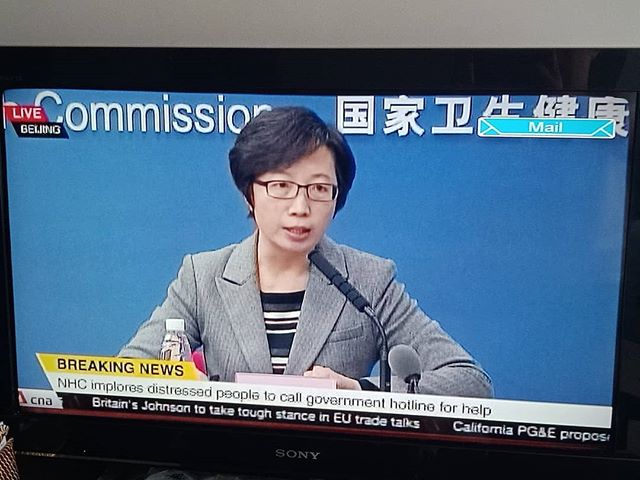 n Commission 国家卫生健康
LIVE
BEIJING
Mail
BREAKING NEWS
NHC implores distressed people to call government hotline for help
cna
Britain's Johnson to take tough stance in EU trade talks California PG&E propos
SONY